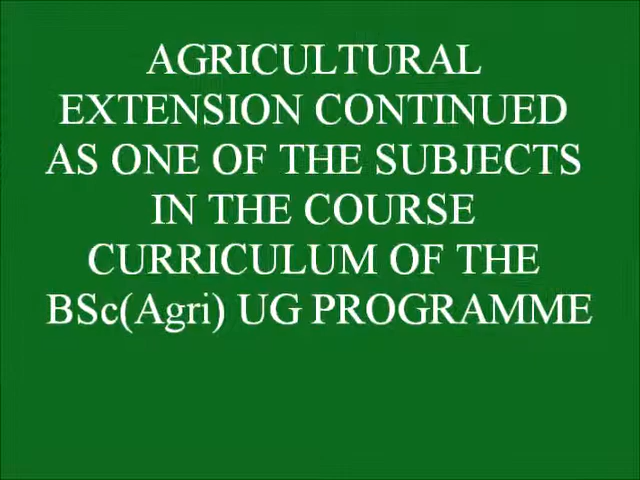 AGRICULTURAL
EXTENSION CONTINUED
AS ONE OF THE SUBJECTS
IN THE COURSE
CURRICULUM OF THE
BSc(Agri) UG PROGRAMME